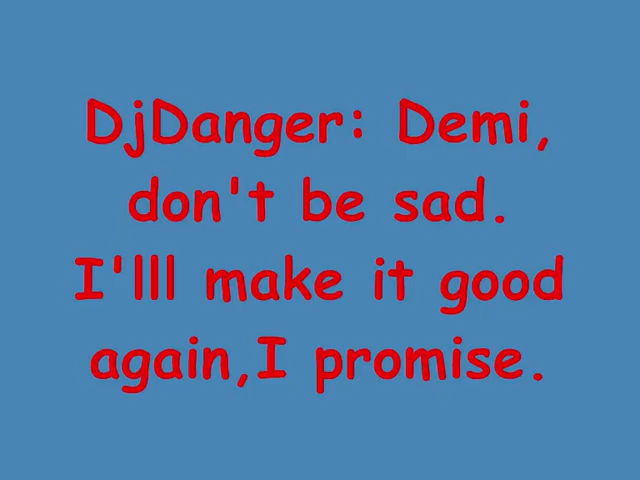 DjDanger: Demi,
don't be sad.
I'lll make it good
again,I promise.